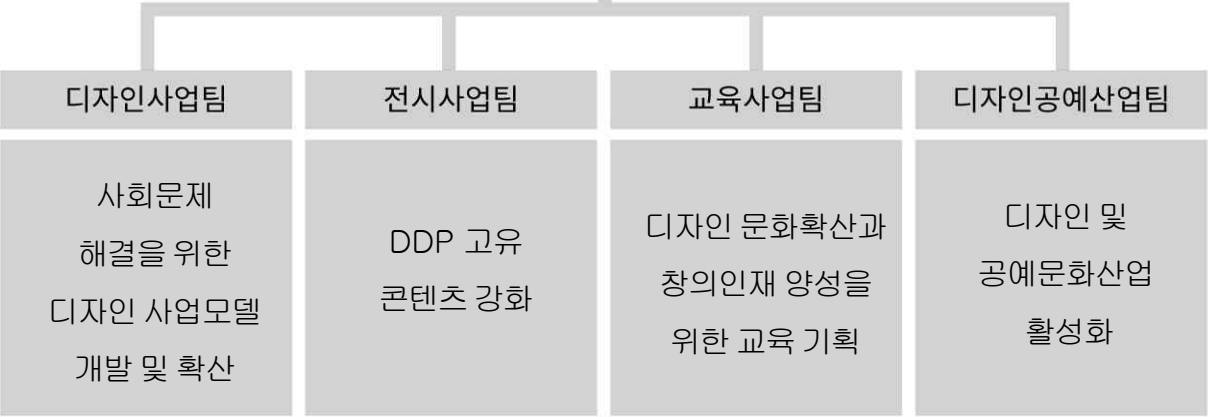 디자인사업팀
전시사업팀
교육사업팀
디자인공예산업팀
사회문제
해결을 위한
디자인 사업모델
개발 및 확산
DDP 고유
콘텐츠 강화
디자인 문화확산과
창의인재 양성을
위한 교육 기획
디자인 및
공예문화산업
활성화